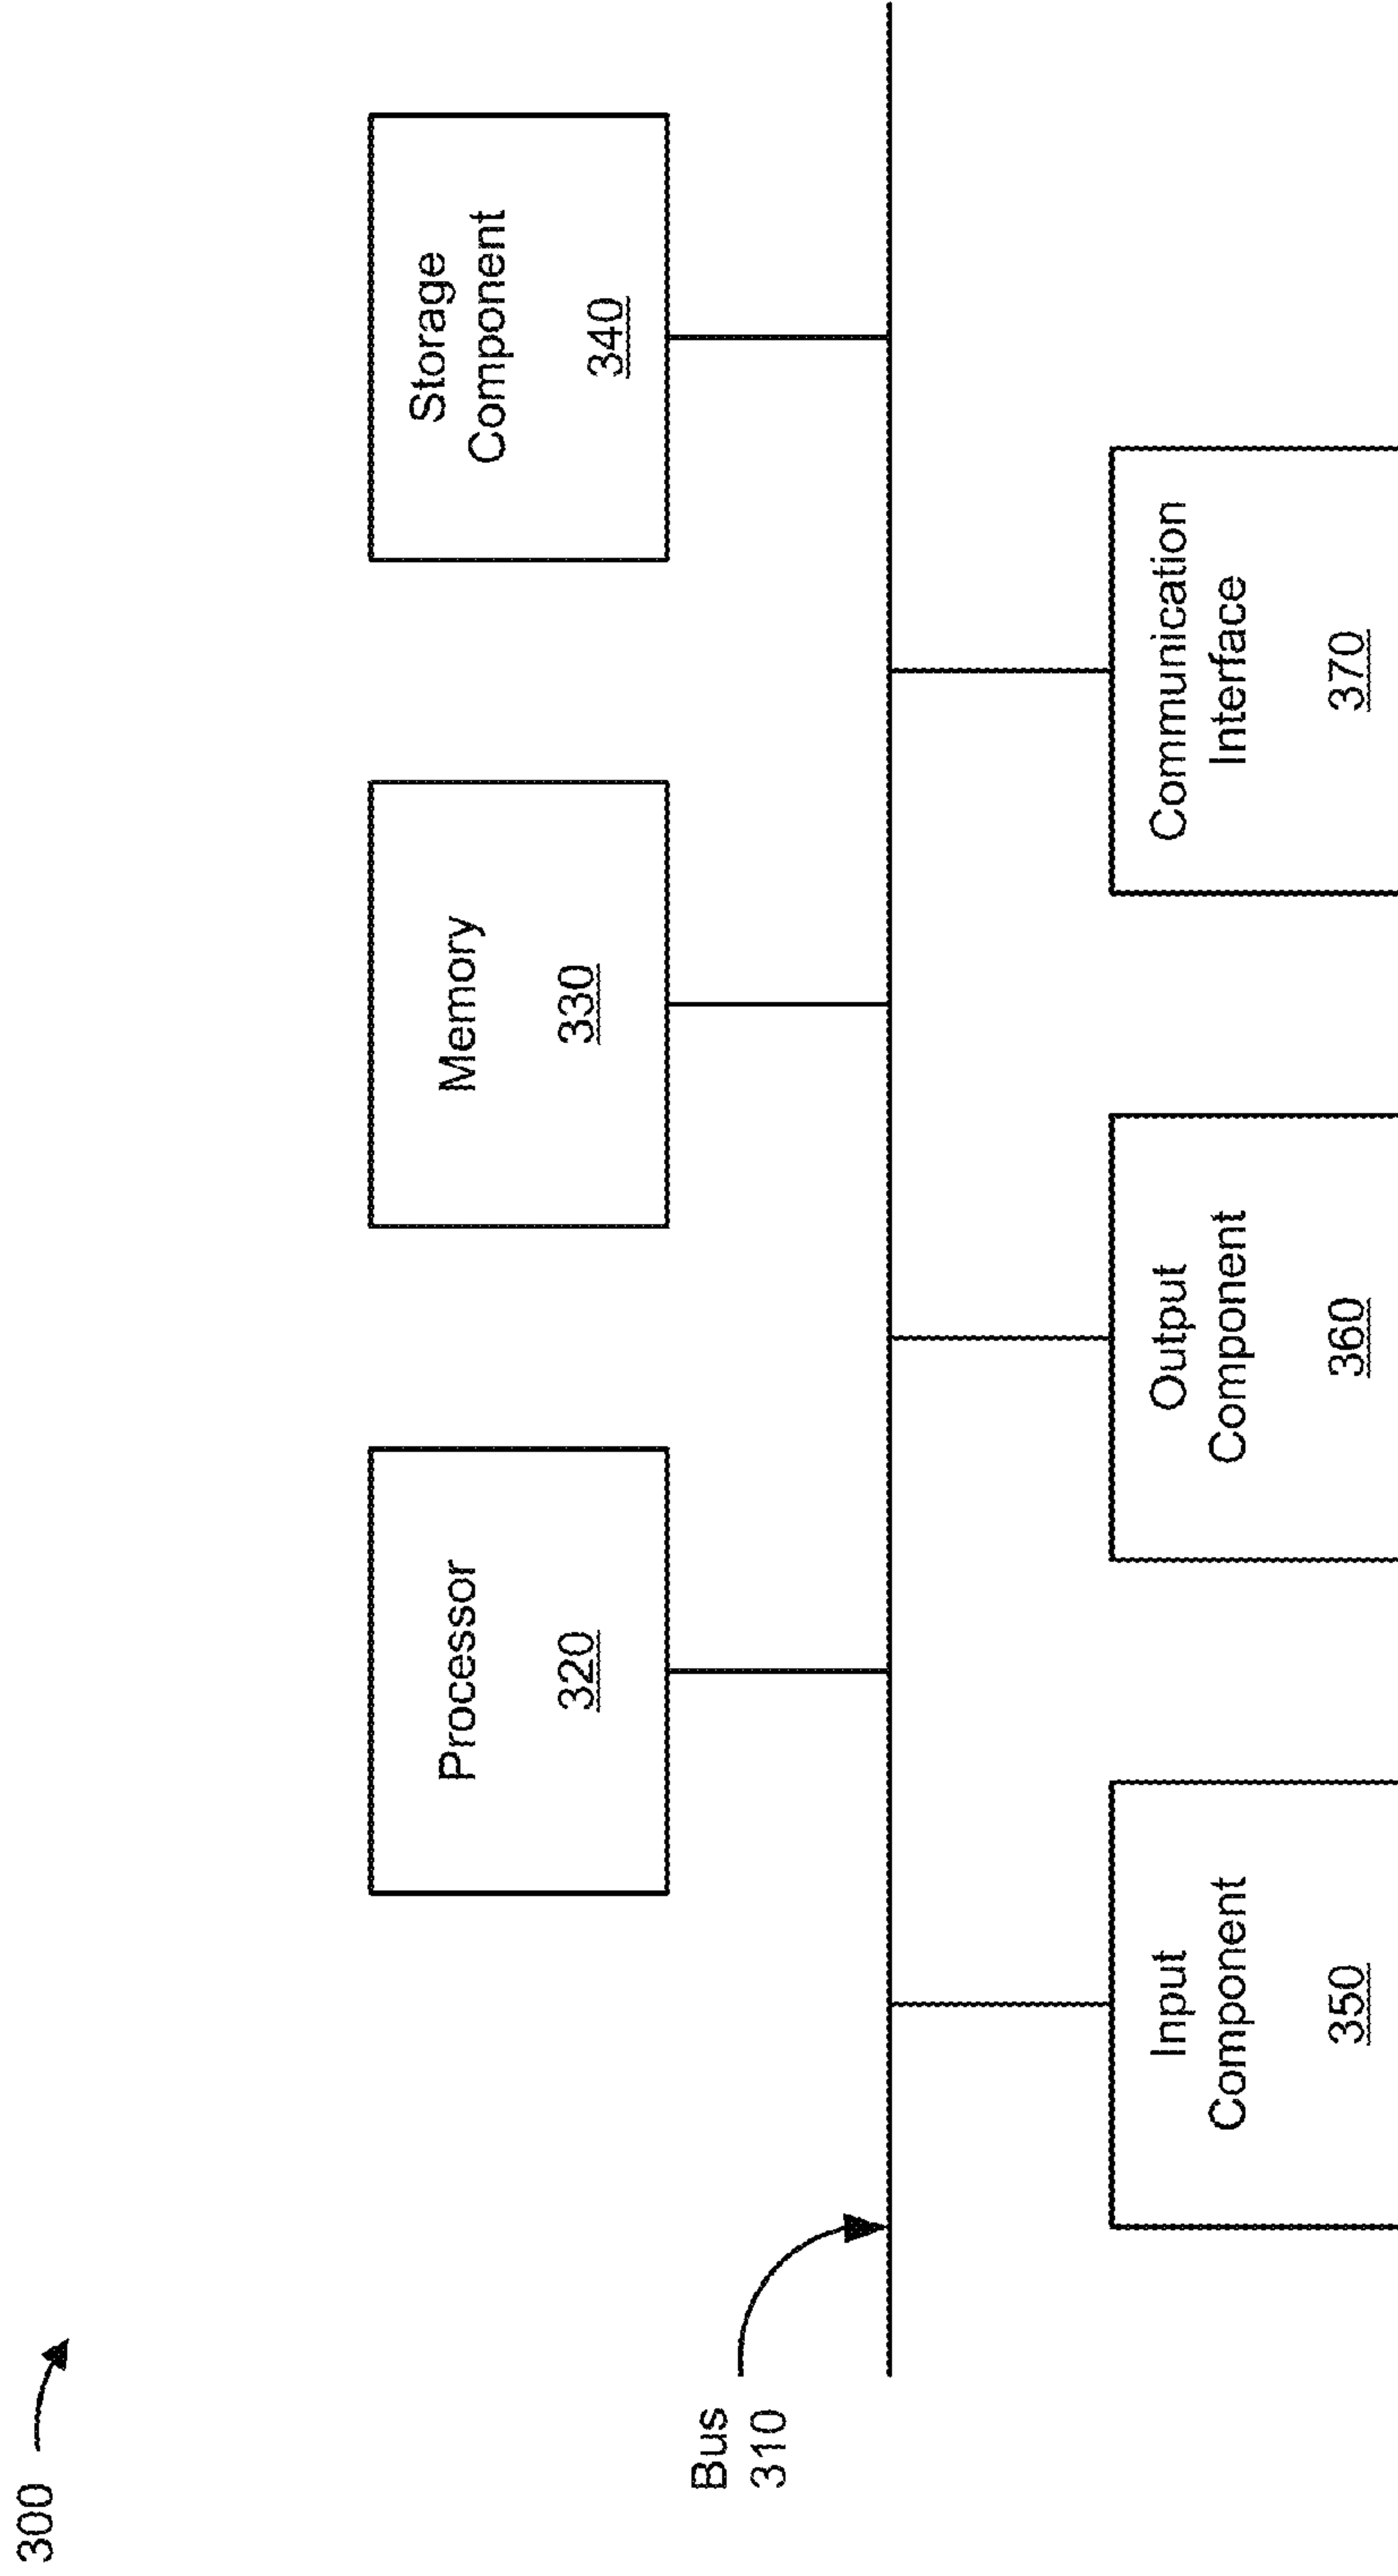 300
Processor
320
Memory
330
Storage
Component
340
Bus
310
Input
Component
350
Output
Component
360
Communication
Interface
370